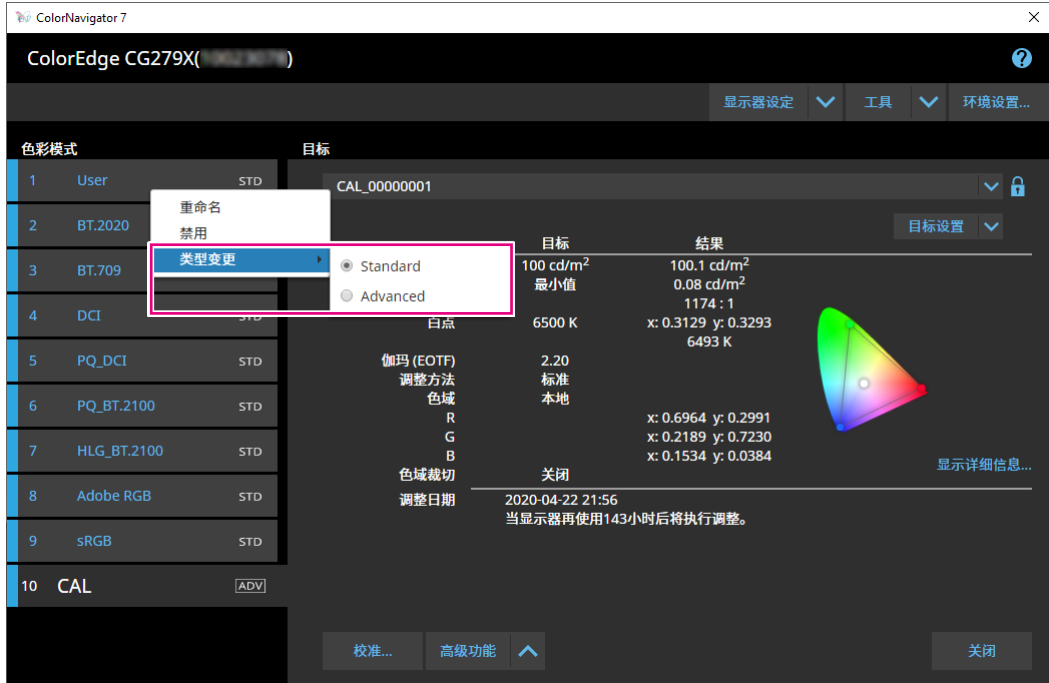 ColorNavigator 7
ColorEdge CG279X( )
显示器设定 工具 环境设置...
色彩模式
目标
1 User STD
2 BT.2020
3 BT.709
4 DCI
5 PQ_DCI STD
6 PQ_BT.2100 STD
7 HLG_BT.2100 STD
8 Adobe RGB STD
9 sRGB STD
10 CAL ADV
重命名
禁用
类型变更
Standard
Advanced
CAL_00000001
目标设置
目标 结果
100 cd/m² 100.1 cd/m²
最小值 0.08 cd/m²
1174 : 1
白点 6500 K x: 0.3129 y: 0.3293
6493 K
伽玛 (EOTF) 2.20
调整方法 标准
色域 本地
R x: 0.6964 y: 0.2991
G x: 0.2189 y: 0.7230
B x: 0.1534 y: 0.0384
显示详细信息...
色域裁切 关闭
调整日期 2020-04-22 21:56
当显示器再使用143小时后将执行调整。
校准... 高级功能 关闭